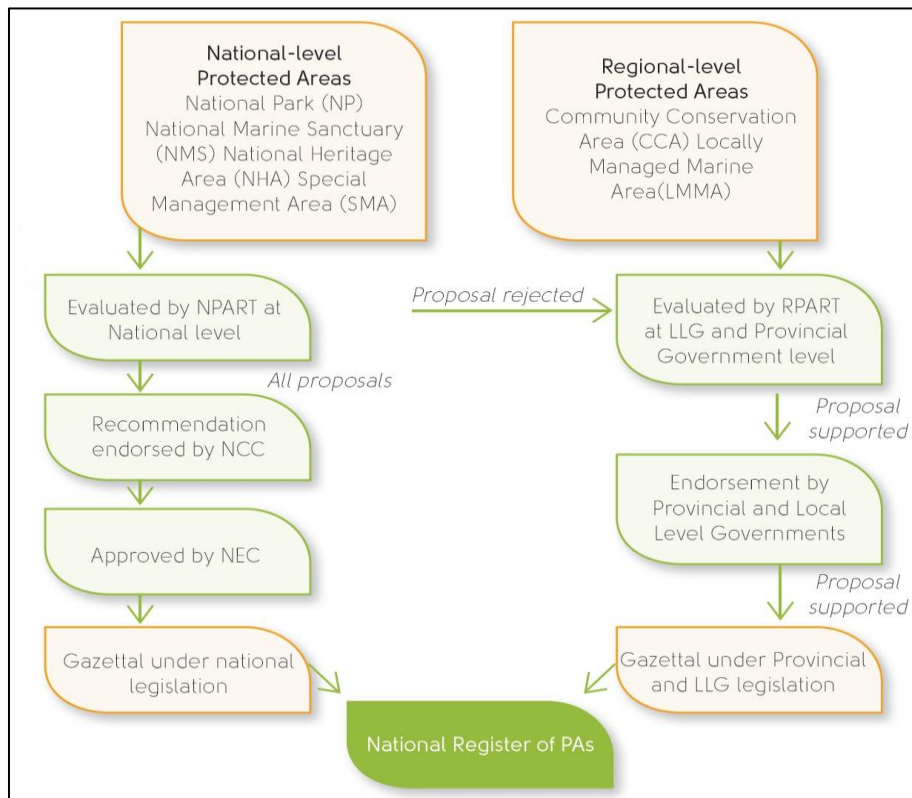 National-level
Protected Areas
National Park (NP)
National Marine Sanctuary
(NMS) National Heritage
Area (NHA) Special
Management Area (SMA)
Regional-level
Protected Areas
Community Conservation
Area (CCA) Locally
Managed Marine
Area(LMMA)
Evaluated by NPART at
National level
Proposal rejected
Evaluated by RPART
at LLG and Provincial
Government level
All proposals
Recommendation
endorsed by NCC
Proposal
supported
Endorsement by
Provincial and Local
Level Governments
Approved by NEC
Proposal
supported
Gazettal under national
legislation
Gazettal under Provincial
and LLG legislation
National Register of PAs